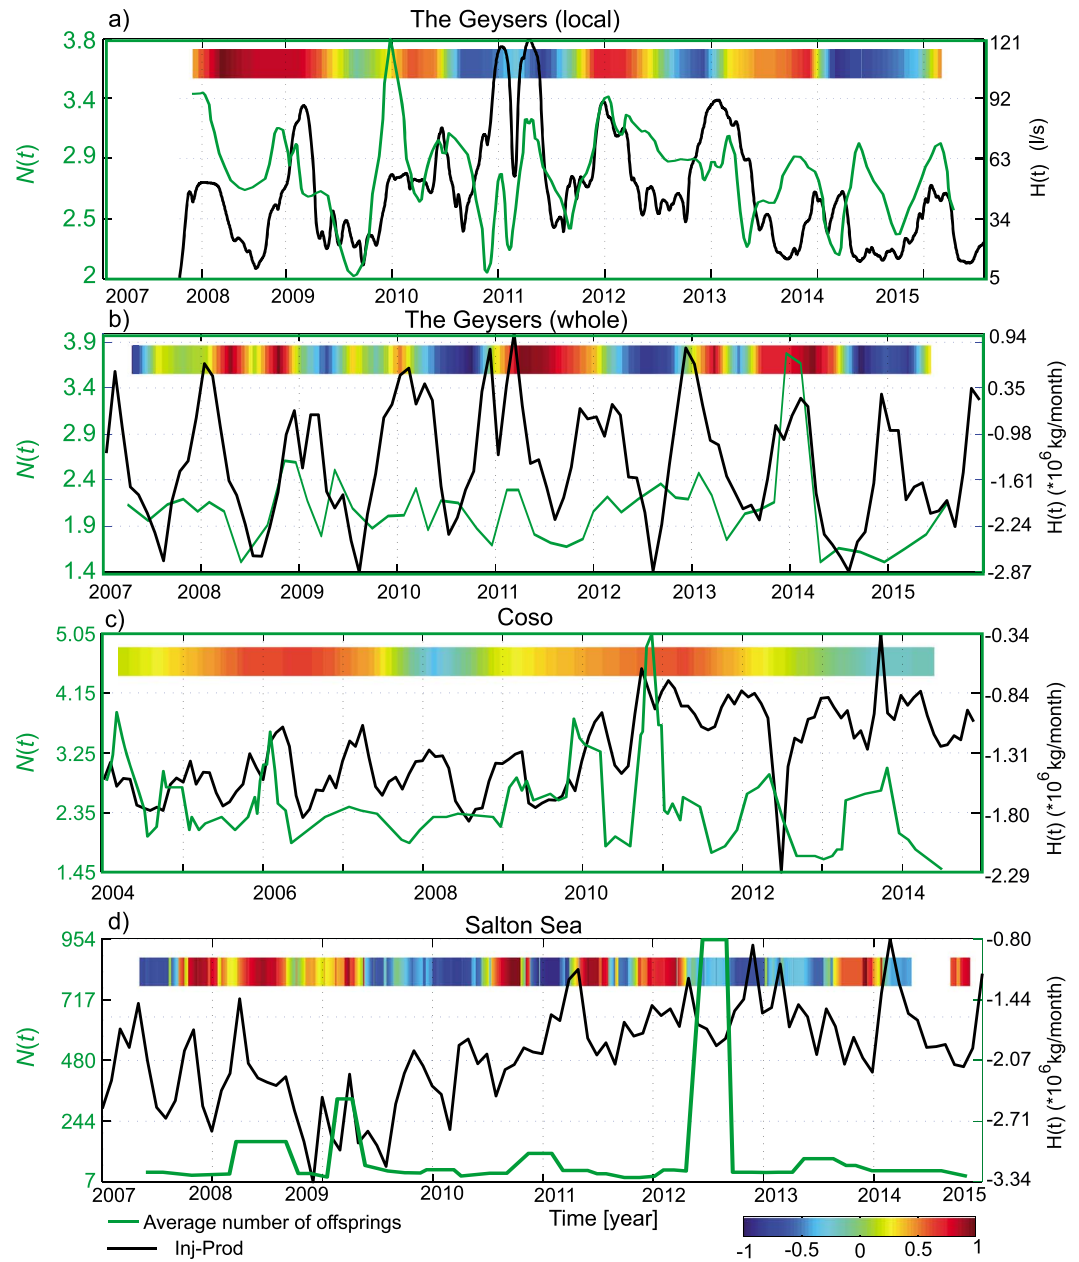 a) The Geysers (local)
3.8 121
3.4 92
2.9 63
2.5 34
2 5
N(t) H(t) (l/s)
2007 2008 2009 2010 2011 2012 2013 2014 2015
b) The Geysers (whole)
3.9 0.94
3.4 0.35
2.9 -0.98
2.4 -1.61
1.9 -2.24
1.4 -2.87
N(t) H(t) (*10^6 kg/month)
2007 2008 2009 2010 2011 2012 2013 2014 2015
c) Coso
5.05 -0.34
4.15 -0.84
3.25 -1.31
2.35 -1.80
1.45 -2.29
N(t) H(t) (*10^6 kg/month)
2004 2006 2008 2010 2012 2014
d) Salton Sea
954 -0.80
717 -1.44
480 -2.07
244 -2.71
7 -3.34
N(t) H(t) (*10^6 kg/month)
2007 2008 2009 2010 2011 2012 2013 2014 2015
Time [year]
Average number of offsprings
Inj-Prod
-1 -0.5 0 0.5 1